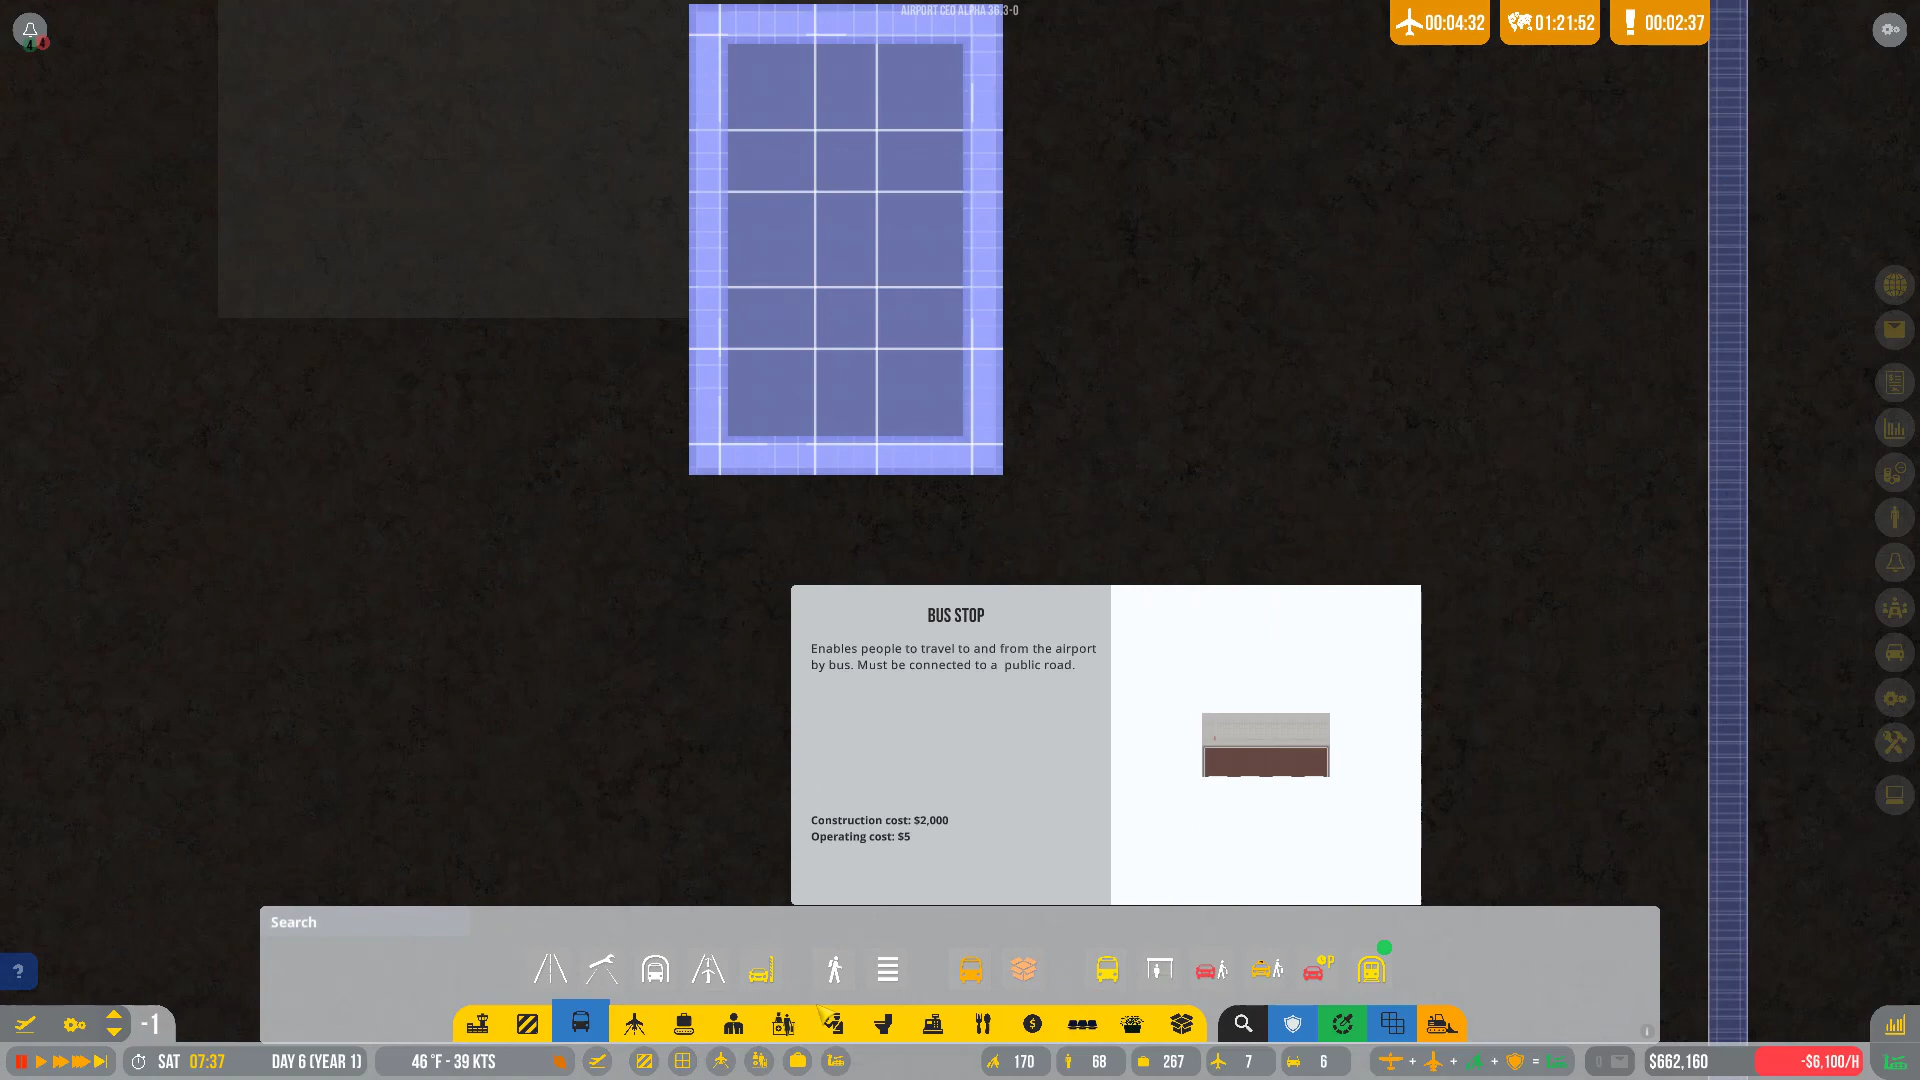 AIRPORT CEO ALPHA 36.3-0
00:04:32
01:21:52
00:02:37
BUS STOP
Enables people to travel to and from the airport
by bus. Must be connected to a public road.
Construction cost: $2,000
Operating cost: $5
Search
P
?
-1
$
i
SAT 07:37
DAY 6 (YEAR 1)
46°F - 39 KTS
170
68
267
7
6
+ + + =
0
$662,160
-$6,100/H